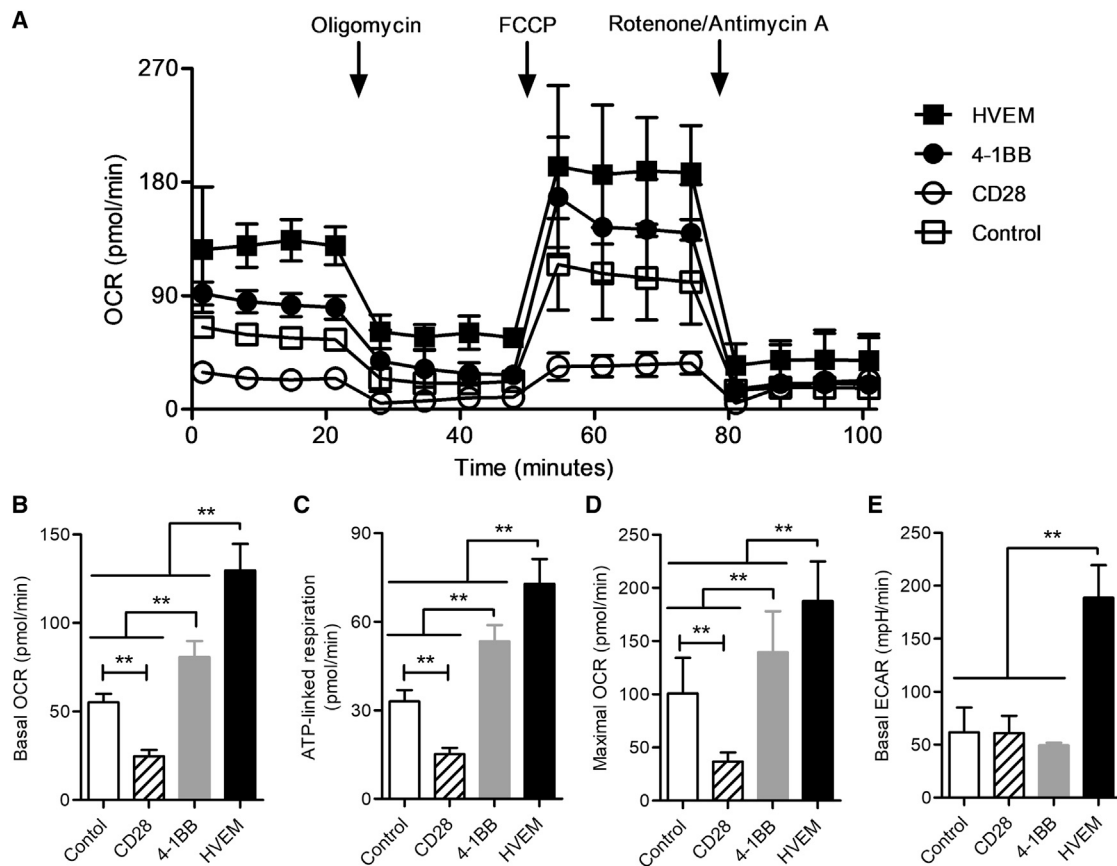 A
Oligomycin FCCP Rotenone/Antimycin A
270
180
90
0
OCR (pmol/min)
0 20 40 60 80 100
Time (minutes)
HVEM
4-1BB
CD28
Control
B
150
100
50
0
Basal OCR (pmol/min)
**
**
**
Contol CD28 4-1BB HVEM
C
90
60
30
0
ATP-linked respiration
(pmol/min)
**
**
**
Control CD28 4-1BB HVEM
D
250
200
150
100
50
0
Maximal OCR (pmol/min)
**
**
**
Control CD28 4-1BB HVEM
E
250
200
150
100
50
0
Basal ECAR (mpH/min)
**
Control CD28 4-1BB HVEM